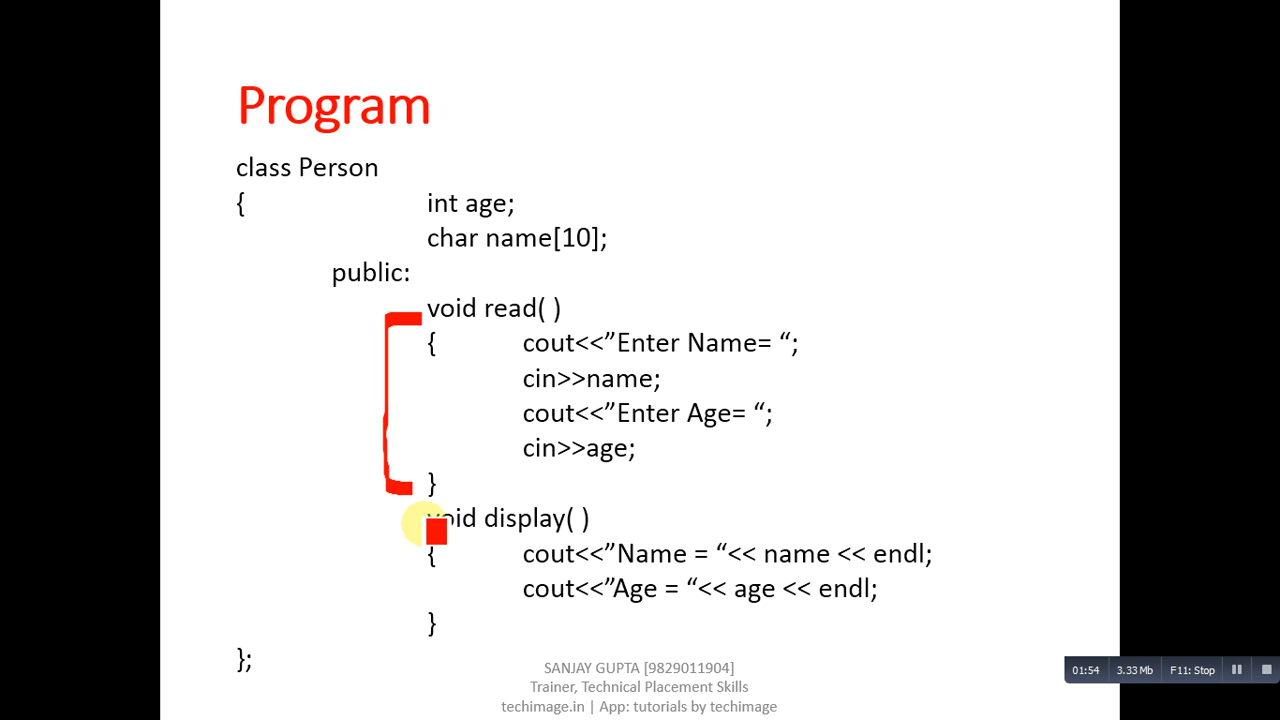 Program
class Person
{ int age;
char name[10];
public:
void read( )
{ cout<<”Enter Name= “;
cin>>name;
cout<<”Enter Age= “;
cin>>age;
}
void display( )
{ cout<<”Name = “<< name << endl;
cout<<”Age = “<< age << endl;
}
};
SANJAY GUPTA [9829011904]
Trainer, Technical Placement Skills
techimage.in | App: tutorials by techimage
01:54 3.33 Mb F11: Stop